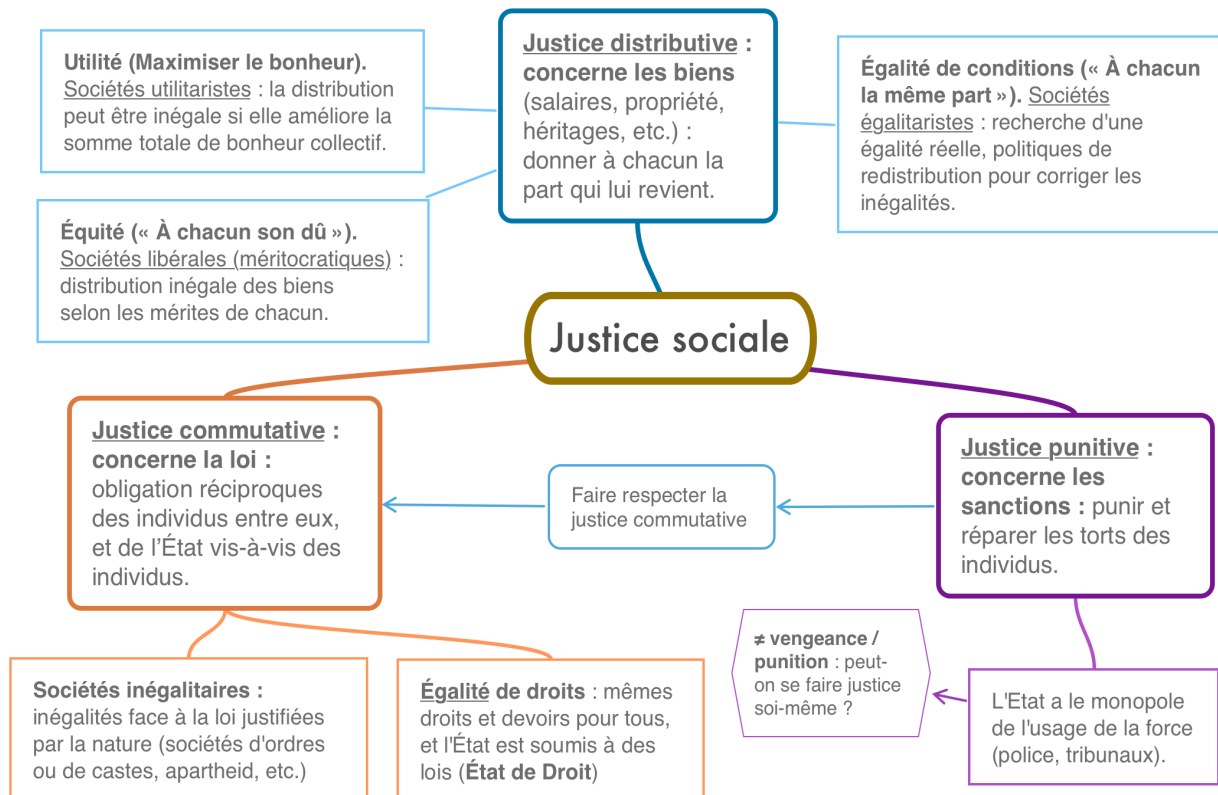 Utilité (Maximiser le bonheur).
Sociétés utilitaristes : la distribution
peut être inégale si elle améliore la
somme totale de bonheur collectif.
Justice distributive :
concerne les biens
(salaires, propriété,
héritages, etc.) :
donner à chacun la
part qui lui revient.
Égalité de conditions (« À chacun
la même part »). Sociétés
égalitaristes : recherche d'une
égalité réelle, politiques de
redistribution pour corriger les
inégalités.
Équité (« À chacun son dû »).
Sociétés libérales (méritocratiques) :
distribution inégale des biens
selon les mérites de chacun.
Justice sociale
Justice commutative :
concerne la loi :
obligation réciproques
des individus entre eux,
et de l’État vis-à-vis des
individus.
Faire respecter la
justice commutative
Justice punitive :
concerne les
sanctions : punir et
réparer les torts des
individus.
Sociétés inégalitaires :
inégalités face à la loi justifiées
par la nature (sociétés d'ordres
ou de castes, apartheid, etc.)
Égalité de droits : mêmes
droits et devoirs pour tous,
et l'État est soumis à des
lois (État de Droit)
≠ vengeance /
punition : peut-
on se faire justice
soi-même ?
L'Etat a le monopole
de l'usage de la force
(police, tribunaux).